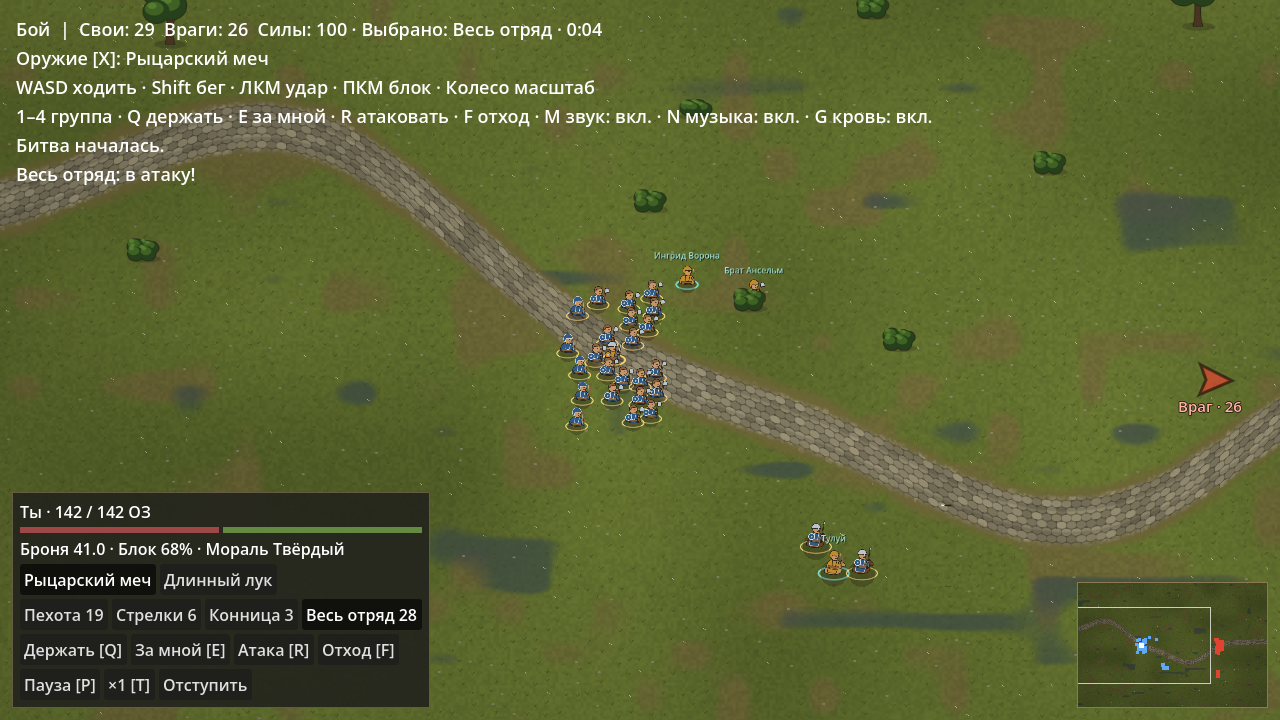 Бой | Свои: 29 Враги: 26 Силы: 100 · Выбрано: Весь отряд · 0:04
Оружие [X]: Рыцарский меч
WASD ходить · Shift бег · ЛКМ удар · ПКМ блок · Колесо масштаб
1–4 группа · Q держать · E за мной · R атаковать · F отход · M звук: вкл. · N музыка: вкл. · G кровь: вкл.
Битва началась.
Весь отряд: в атаку!
Ингрид Ворона
Брат Ансельм
Враг · 26
Тулуй
Ты · 142 / 142 ОЗ
Броня 41.0 · Блок 68% · Мораль Твёрдый
Рыцарский меч Длинный лук
Пехота 19 Стрелки 6 Конница 3 Весь отряд 28
Держать [Q] За мной [E] Атака [R] Отход [F]
Пауза [P] ×1 [T] Отступить